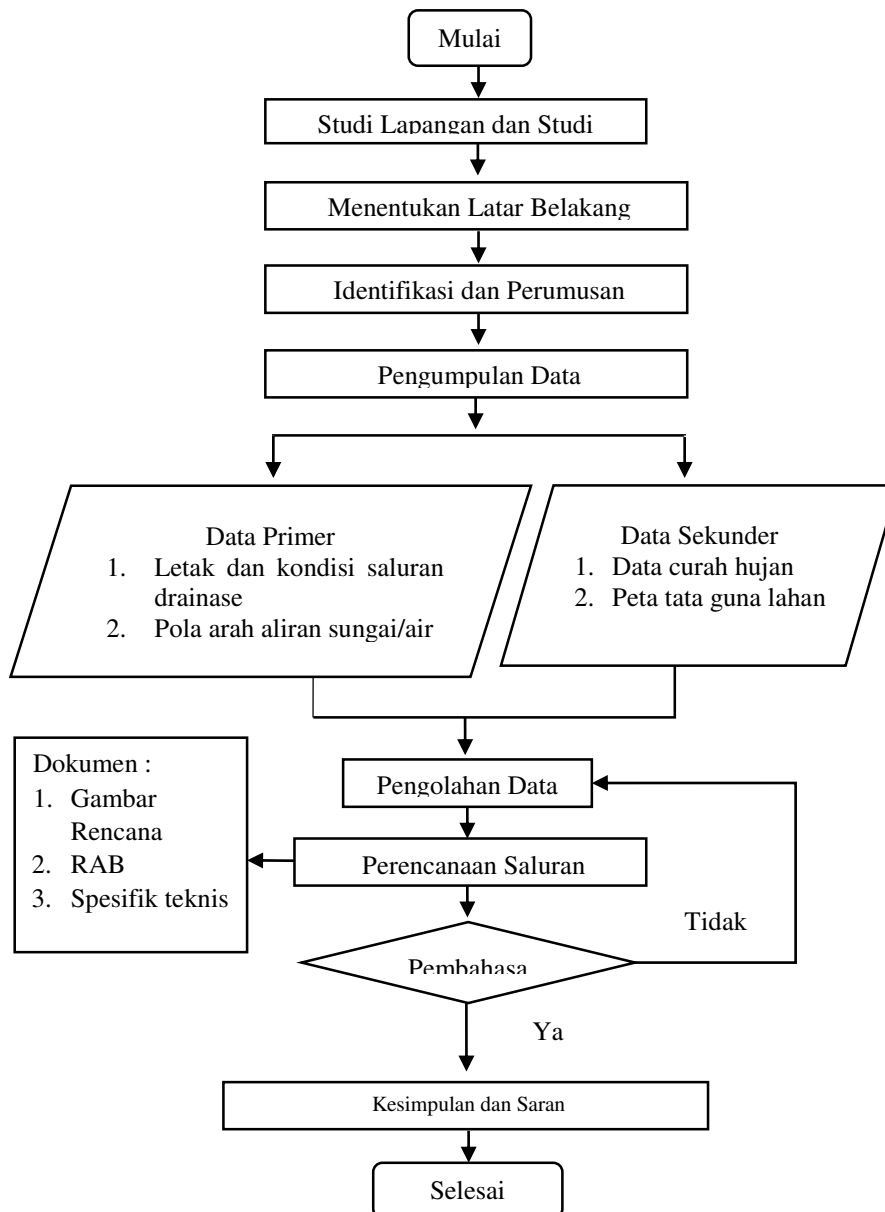 Mulai
Studi Lapangan dan Studi
Menentukan Latar Belakang
Identifikasi dan Perumusan
Pengumpulan Data
Data Primer
1. Letak dan kondisi saluran
drainase
2. Pola arah aliran sungai/air
Data Sekunder
1. Data curah hujan
2. Peta tata guna lahan
Dokumen :
1. Gambar
Rencana
2. RAB
3. Spesifik teknis
Pengolahan Data
Perencanaan Saluran
Tidak
Pembahasa
Ya
Kesimpulan dan Saran
Selesai